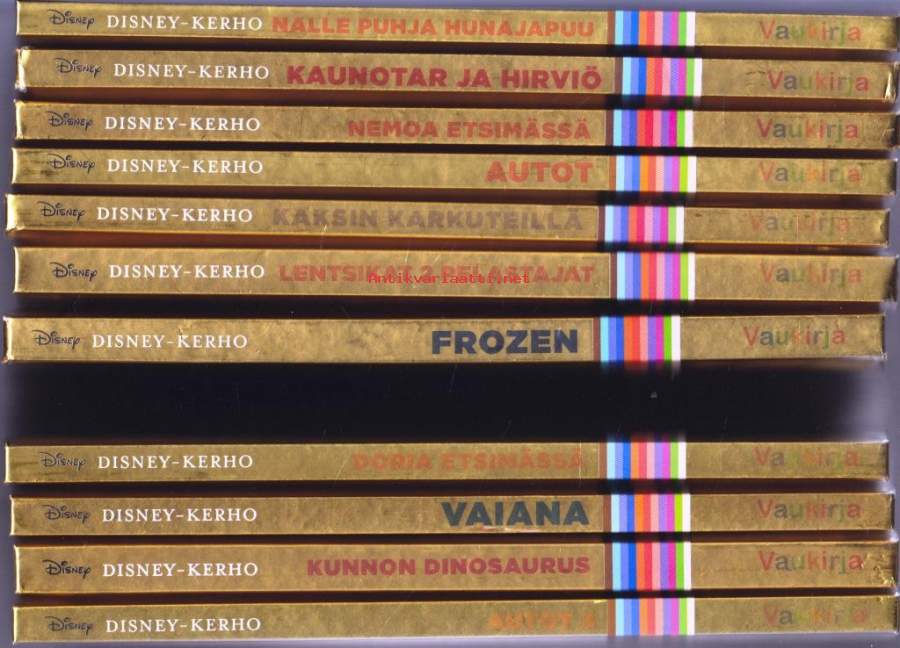 Disney DISNEY-KERHO NALLE PUHJA HUNAJAPUU Vaukirja
Disney DISNEY-KERHO KAUNOTAR JA HIRVIÖ Vaukirja
Disney DISNEY-KERHO NEMOA ETSIMÄSSÄ Vaukirja
Disney DISNEY-KERHO AUTOT Vaukirja
Disney DISNEY-KERHO KAKSIN KARKUTEILLÄ Vaukirja
Disney DISNEY-KERHO LENTSIKAT 2 PELASTAJAT Vaukirja
Antikvariaatti.net
Disney DISNEY-KERHO FROZEN Vaukirja
Disney DISNEY-KERHO DORIA ETSIMÄSSÄ Vaukirja
Disney DISNEY-KERHO VAIANA Vaukirja
Disney DISNEY-KERHO KUNNON DINOSAURUS Vaukirja
Disney DISNEY-KERHO Vaukirja